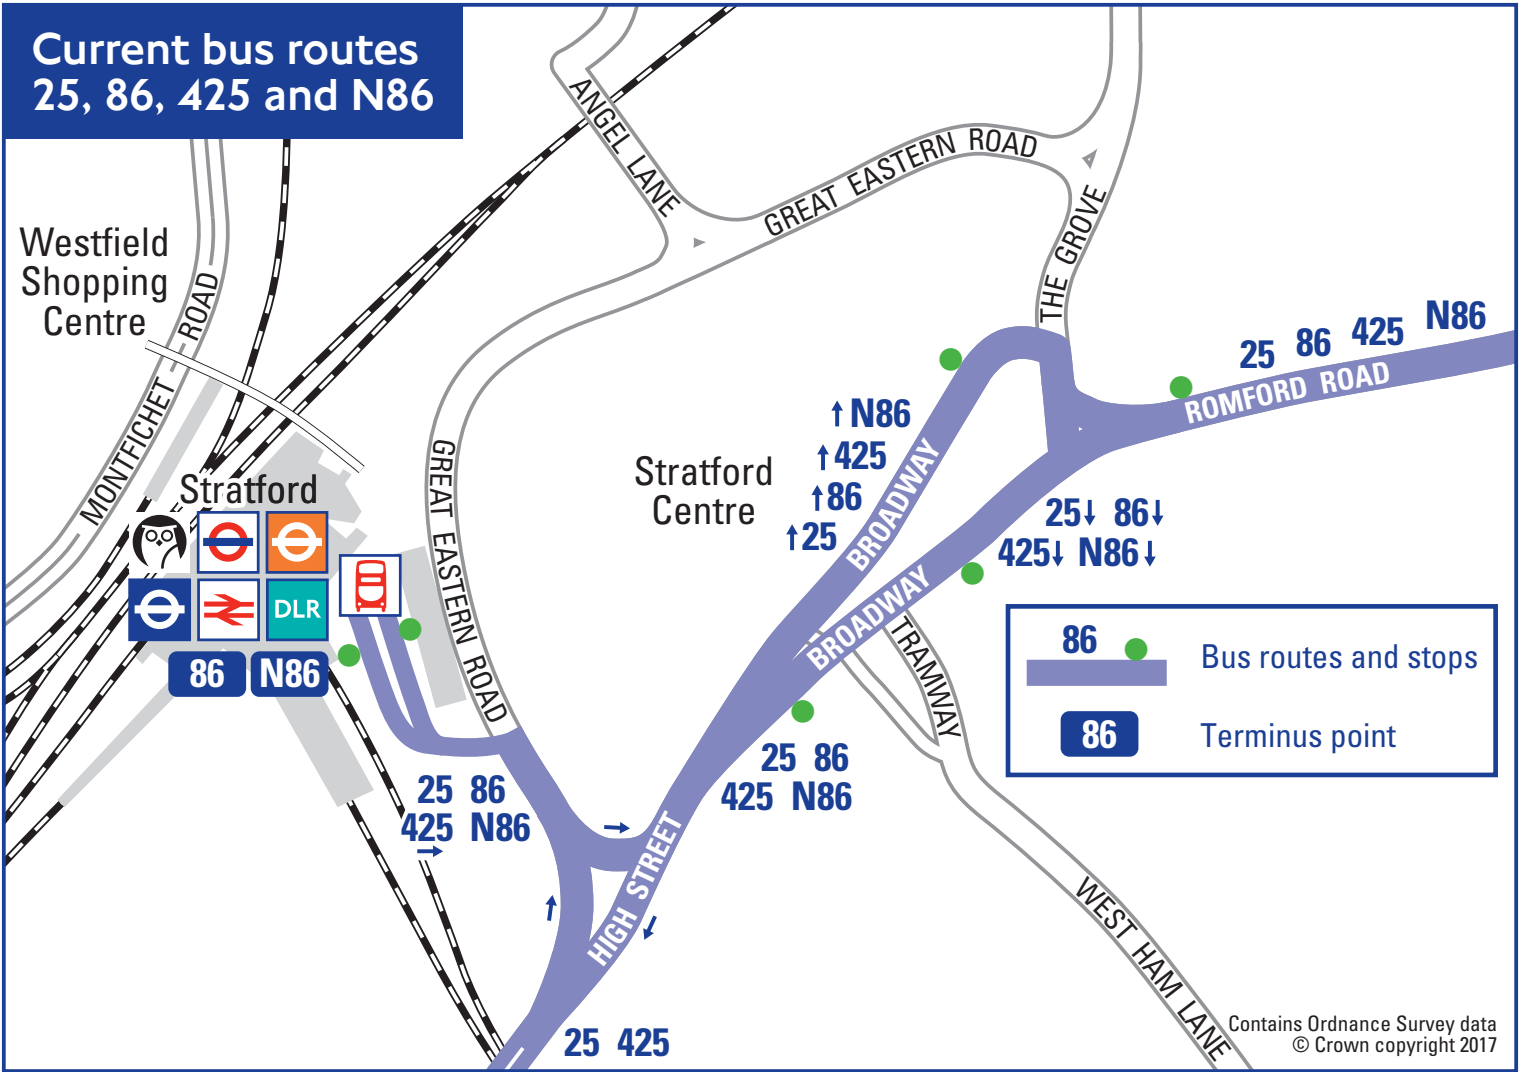 Current bus routes
25, 86, 425 and N86
ANGEL LANE
GREAT EASTERN ROAD
THE GROVE
Westfield
Shopping
Centre
MONTFICHET ROAD
N86
425
86
25
ROMFORD ROAD
N86
425
86
25
BROADWAY
Stratford
Centre
GREAT EASTERN ROAD
Stratford
DLR
86 N86
25 86
425 N86
BROADWAY
TRAMWAY
86
Bus routes and stops
86
Terminus point
25 86
425 N86
25 86
425 N86
HIGH STREET
WEST HAM LANE
25 425
Contains Ordnance Survey data
© Crown copyright 2017